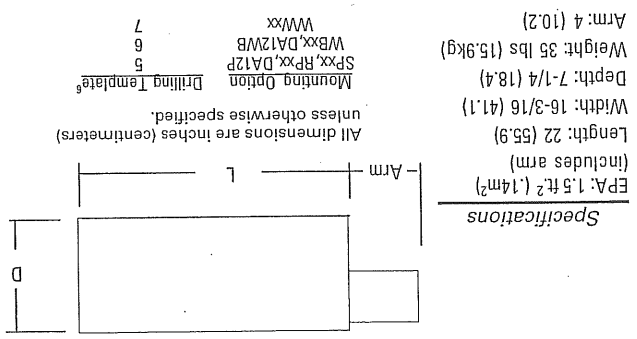 Specifications
EPA: 1.5 ft.² (.14m²)
(includes arm)
Length: 22 (55.9)
Width: 16-3/16 (41.1)
Depth: 7-1/4 (18.4)
Weight: 35 lbs (15.9kg)
Arm: 4 (10.2)
Arm
L
D
All dimensions are inches (centimeters)
unless otherwise specified.
Mounting Option Drilling Template⁶
SPxx,RPxx,DA12P 5
WBxx,DA12WB 6
WWxx 7